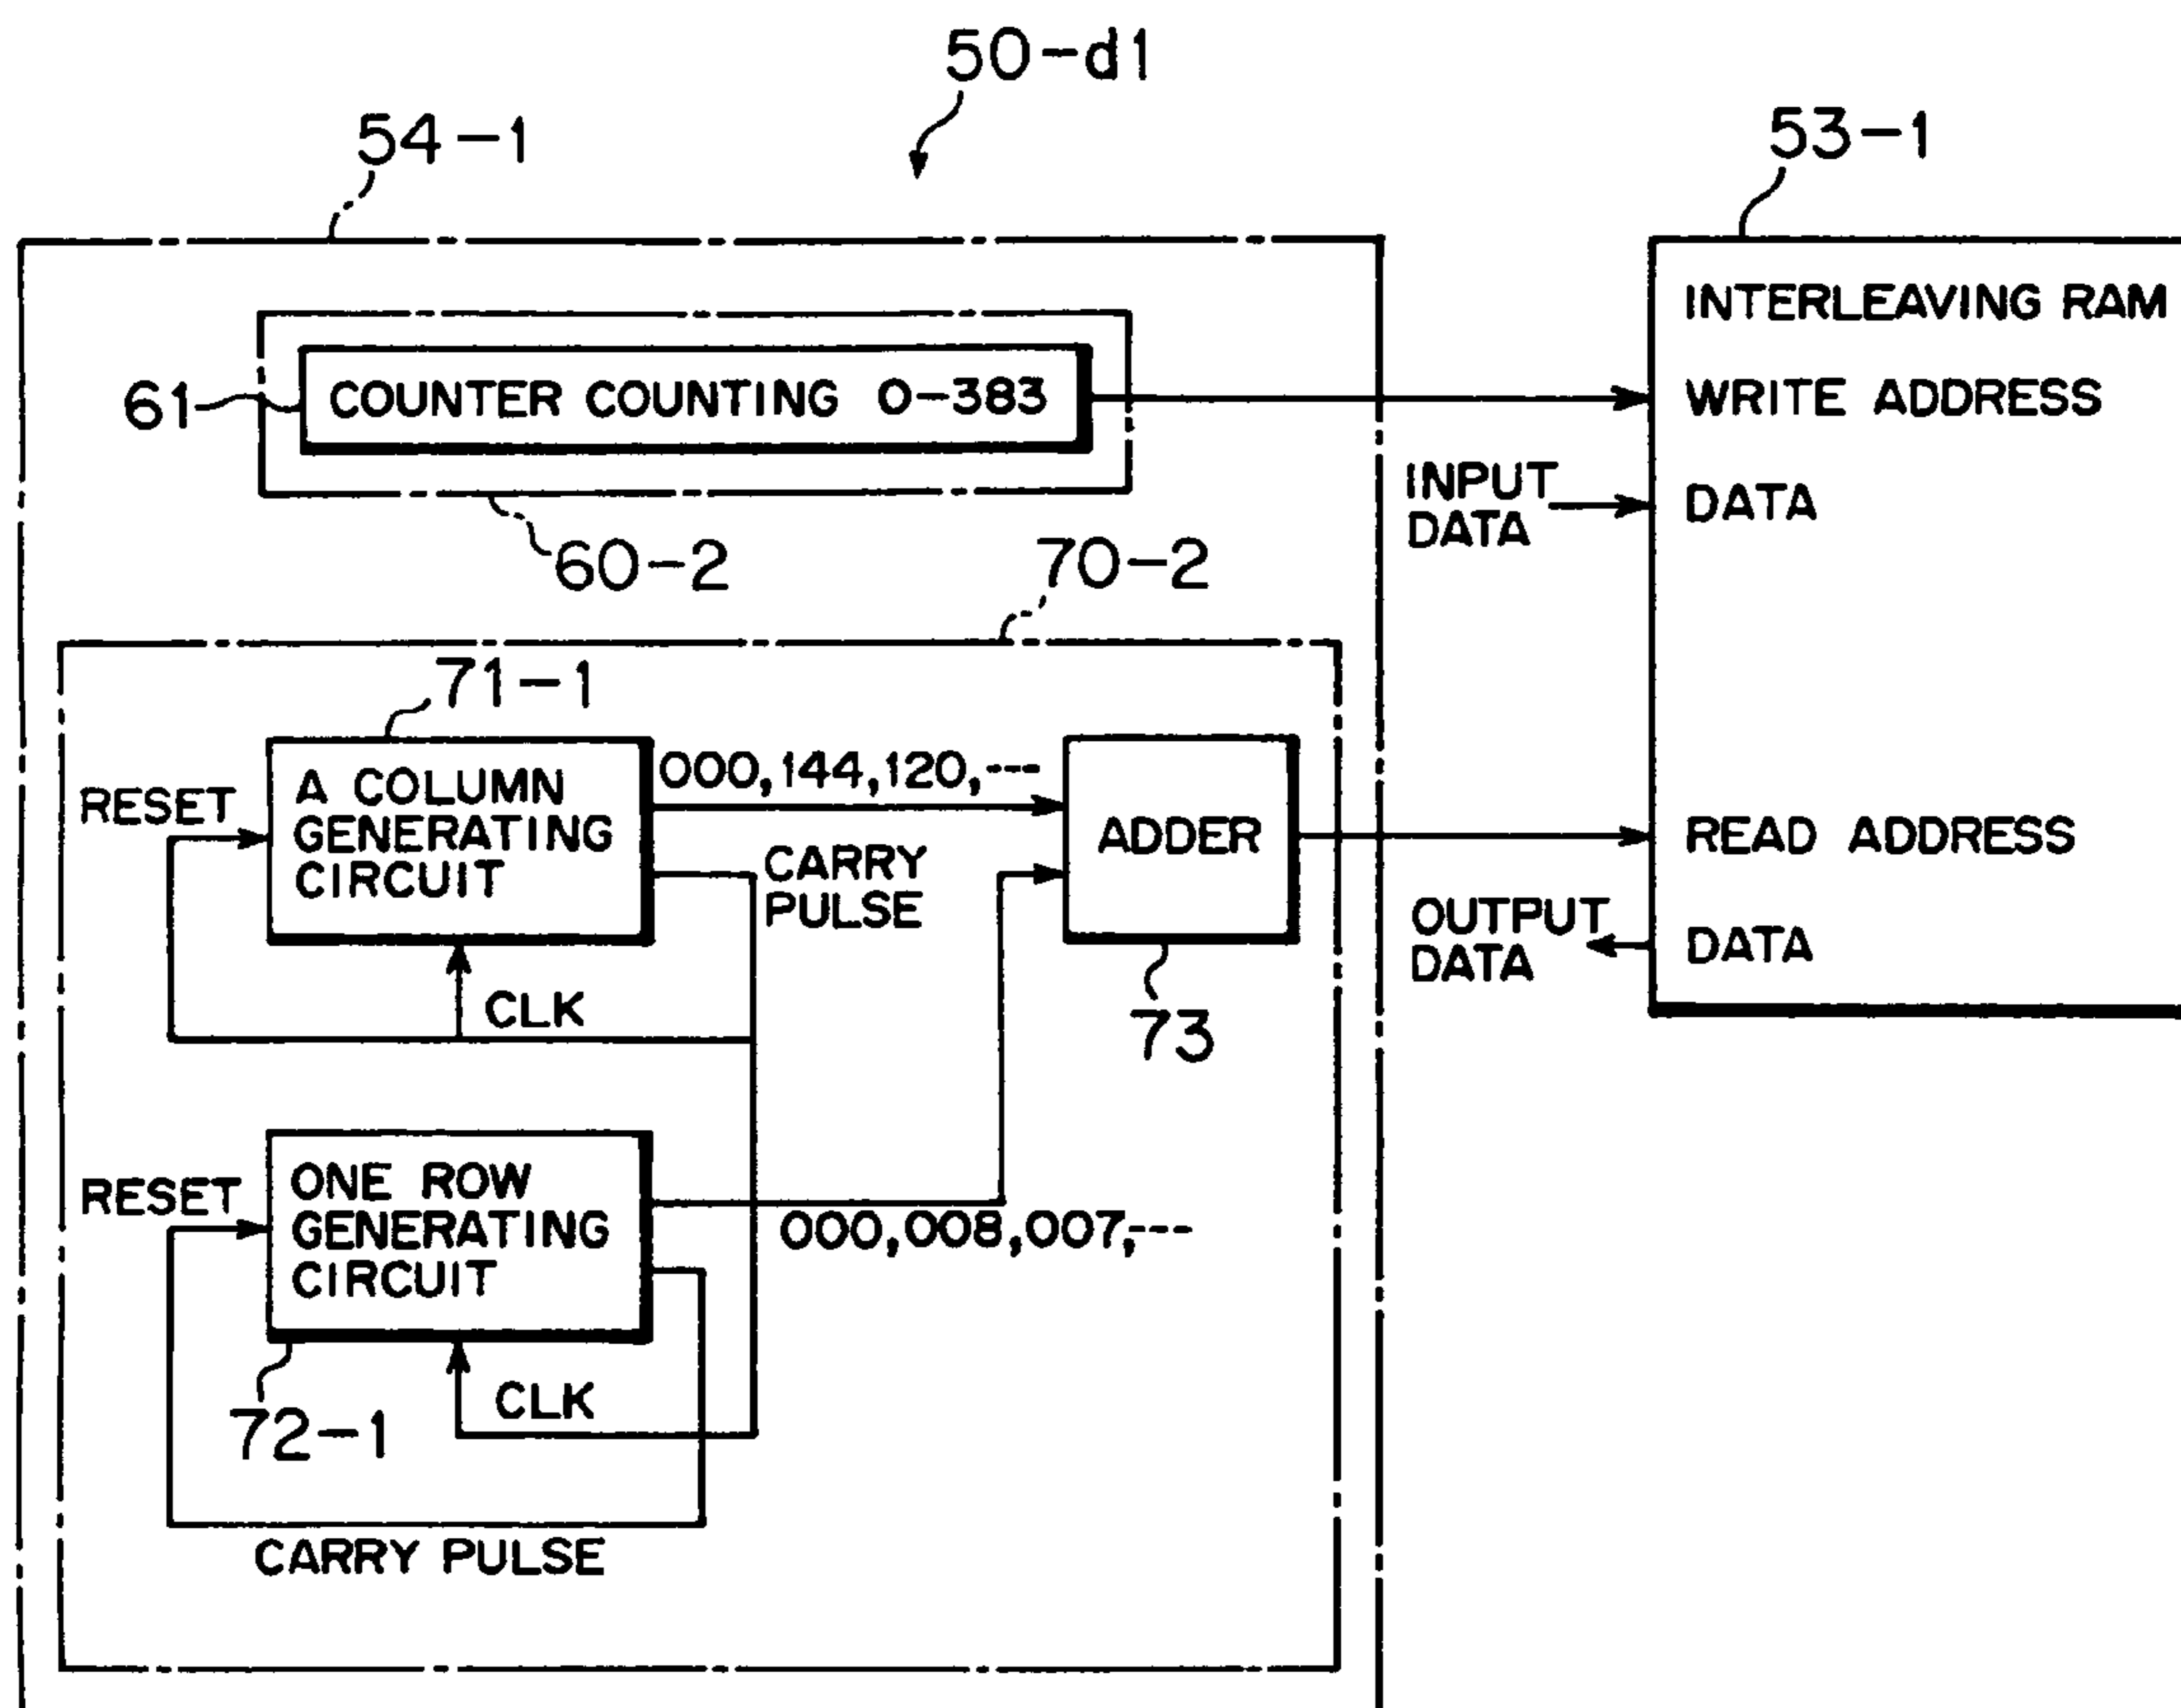 50-d1
54-1
53-1
INTERLEAVING RAM
61
COUNTER COUNTING 0-383
WRITE ADDRESS
INPUT
DATA
DATA
60-2
70-2
71-1
RESET
A COLUMN
GENERATING
CIRCUIT
000,144,120,---
CARRY
PULSE
ADDER
READ ADDRESS
OUTPUT
DATA
DATA
CLK
73
RESET
ONE ROW
GENERATING
CIRCUIT
000,008,007,---
CLK
72-1
CARRY PULSE